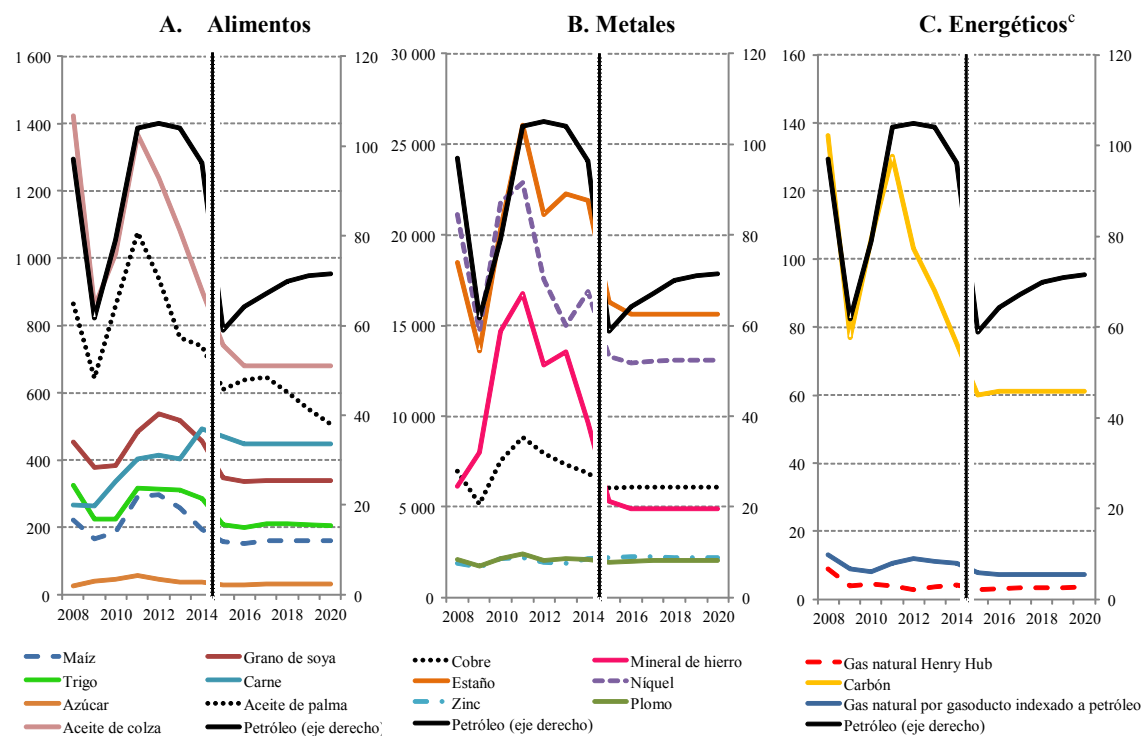 A. Alimentos
1 600
1 400
1 200
1 000
800
600
400
200
0
120
100
80
60
40
20
0
2008 2010 2012 2014 2016 2018 2020
Maíz
Grano de soya
Trigo
Carne
Azúcar
Aceite de palma
Aceite de colza
Petróleo (eje derecho)
B. Metales
30 000
25 000
20 000
15 000
10 000
5 000
0
120
100
80
60
40
20
0
2008 2010 2012 2014 2016 2018 2020
Cobre
Mineral de hierro
Estaño
Níquel
Zinc
Plomo
Petróleo (eje derecho)
C. Energéticosᶜ
160
140
120
100
80
60
40
20
0
120
100
80
60
40
20
0
2008 2010 2012 2014 2016 2018 2020
Gas natural Henry Hub
Carbón
Gas natural por gasoducto indexado a petróleo
Petróleo (eje derecho)